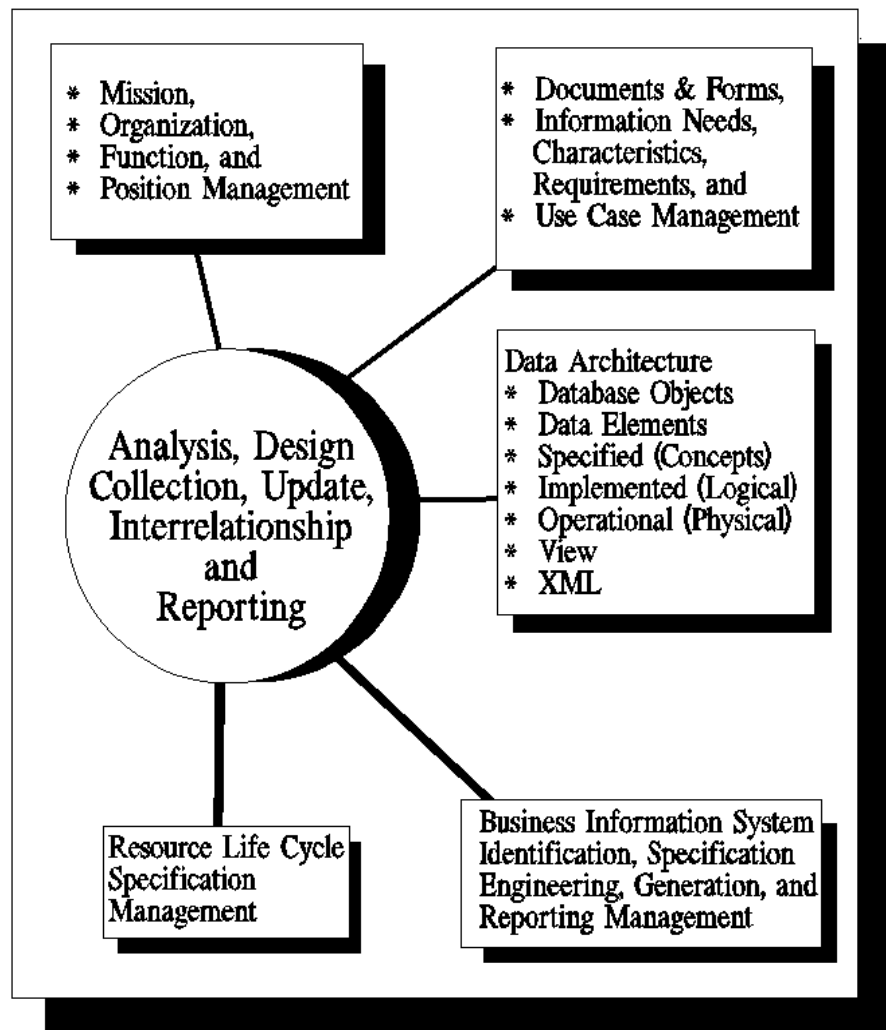 * Mission,
* Organization,
* Function, and
* Position Management
* Documents & Forms,
* Information Needs,
Characteristics,
Requirements, and
* Use Case Management
Data Architecture
* Database Objects
* Data Elements
* Specified (Concepts)
* Implemented (Logical)
* Operational (Physical)
* View
* XML
Analysis, Design
Collection, Update,
Interrelationship
and
Reporting
Resource Life Cycle
Specification
Management
Business Information System
Identification, Specification
Engineering, Generation, and
Reporting Management